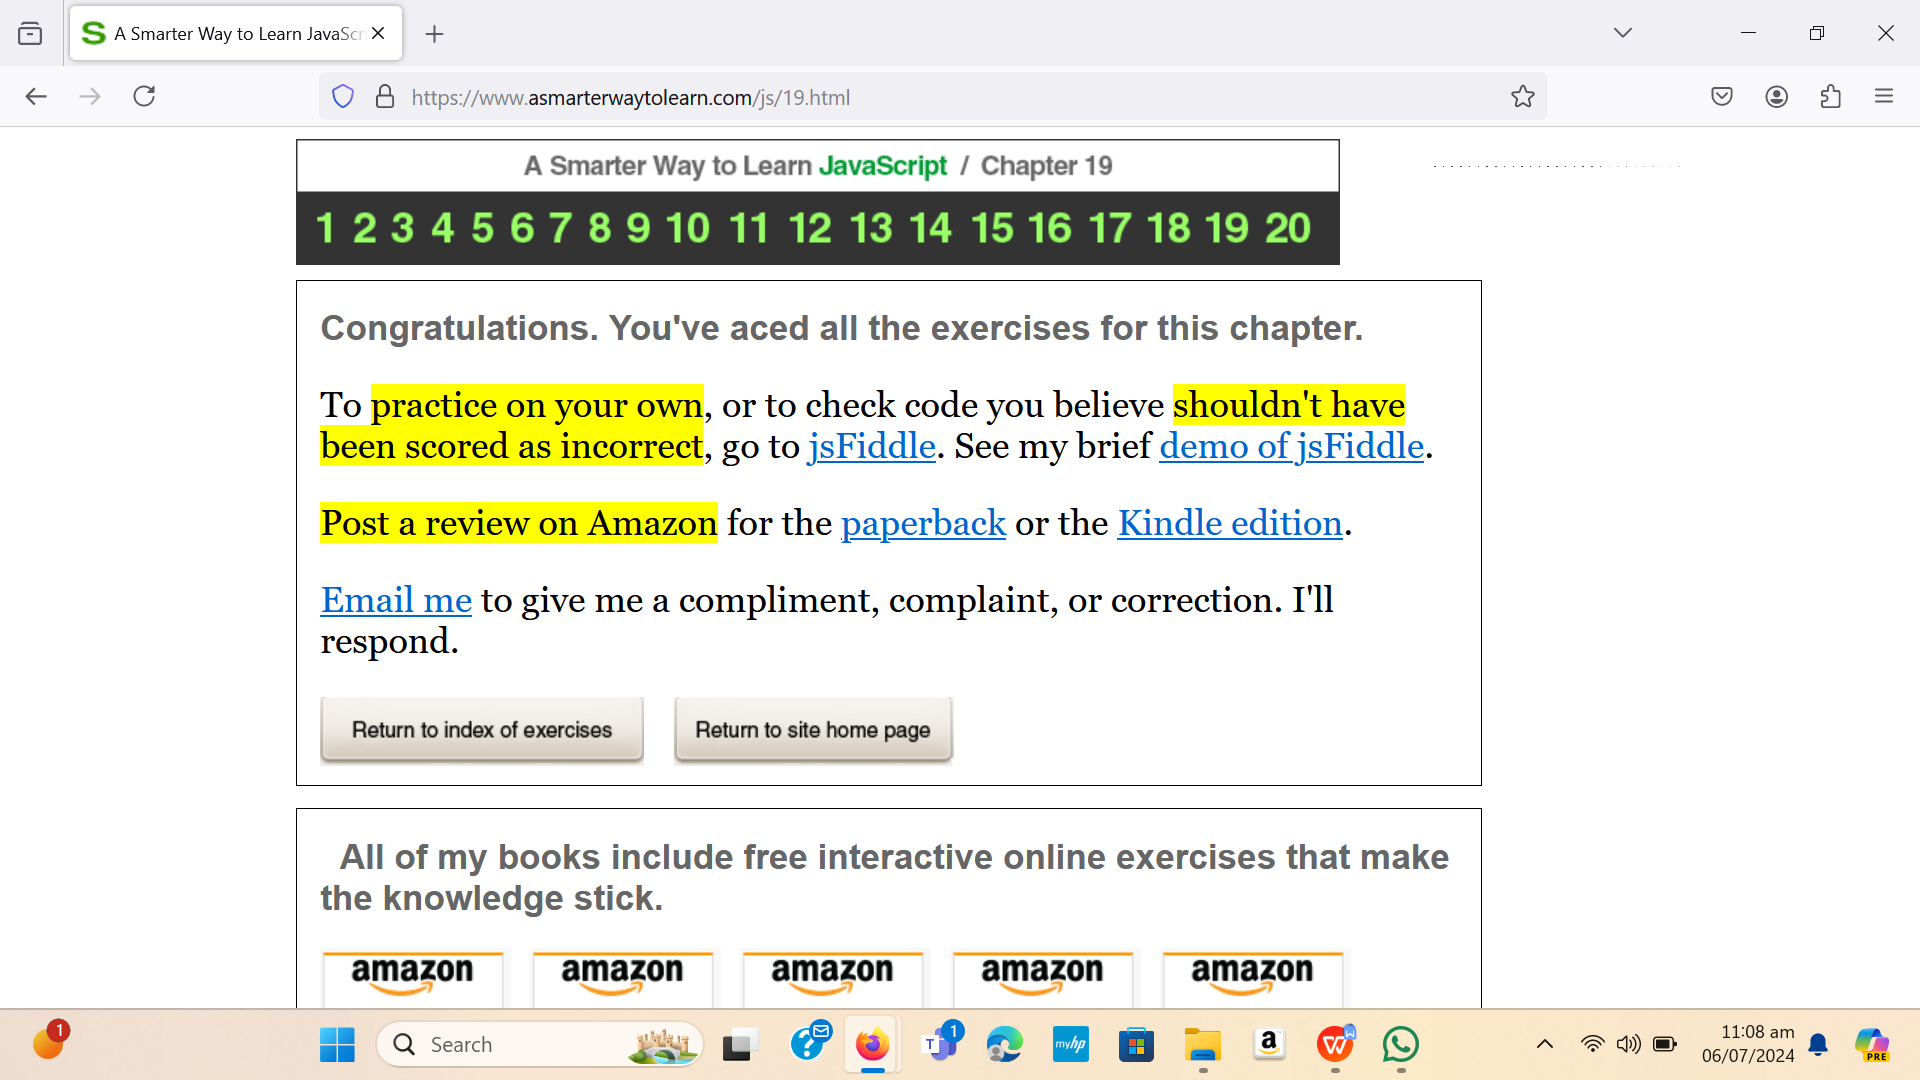 A Smarter Way to Learn JavaScr
https://www.asmarterwaytolearn.com/js/19.html
A Smarter Way to Learn JavaScript / Chapter 19
1 2 3 4 5 6 7 8 9 10 11 12 13 14 15 16 17 18 19 20
Congratulations. You've aced all the exercises for this chapter.
To practice on your own, or to check code you believe shouldn't have
been scored as incorrect, go to jsFiddle. See my brief demo of jsFiddle.
Post a review on Amazon for the paperback or the Kindle edition.
Email me to give me a compliment, complaint, or correction. I'll
respond.
Return to index of exercises Return to site home page
All of my books include free interactive online exercises that make
the knowledge stick.
amazon amazon amazon amazon amazon
1
Search
1
T
myhp
a
W
W
PRE
11:08 am
06/07/2024